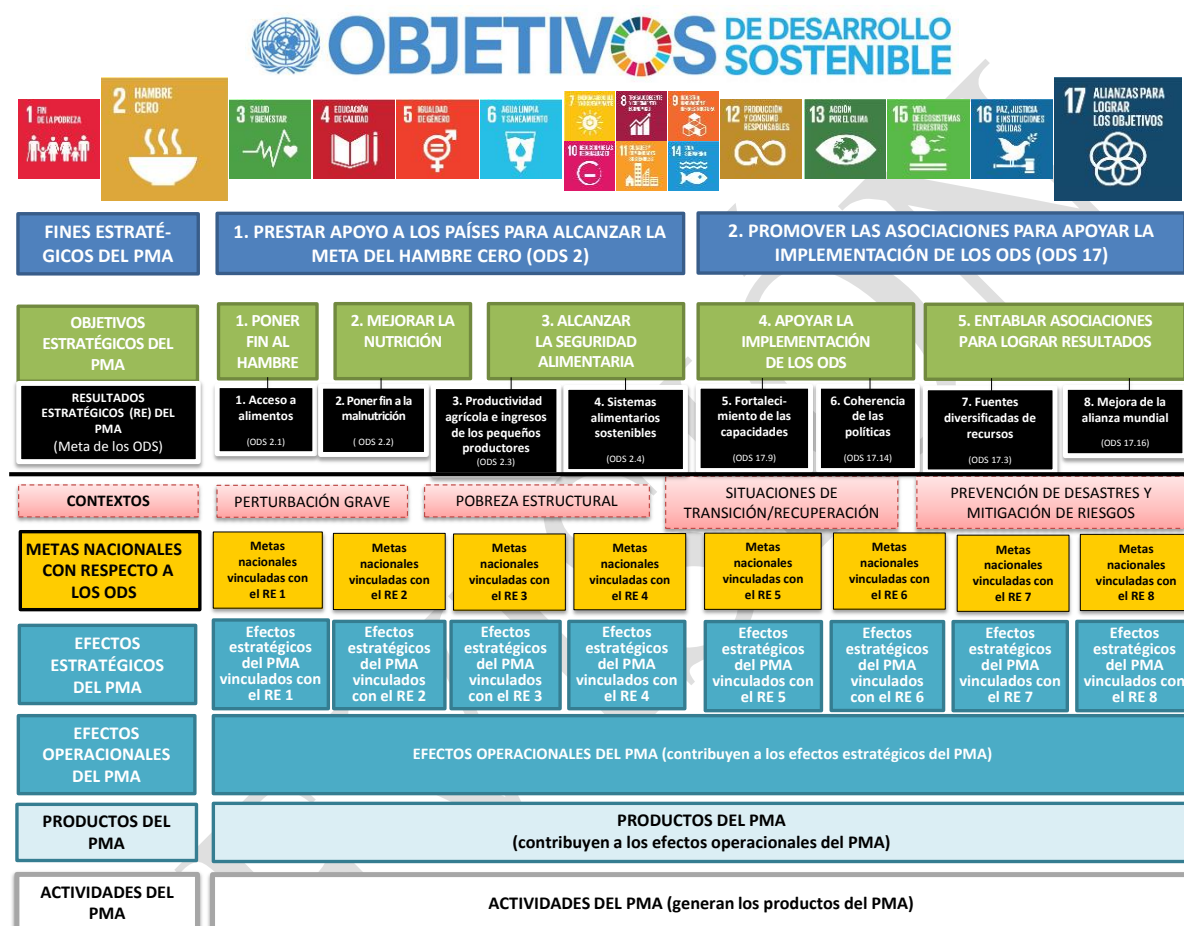 OBJETIVOS DE DESARROLLO
SOSTENIBLE
1 FIN
DE LA POBREZA
2 HAMBRE
CERO
3 SALUD
Y BIENESTAR
4 EDUCACIÓN
DE CALIDAD
5 IGUALDAD
DE GÉNERO
6 AGUA LIMPIA
Y SANEAMIENTO
7
8
9
10
11
14
12 PRODUCCIÓN
Y CONSUMO
RESPONSABLES
13 ACCIÓN
POR EL CLIMA
15 VIDA
DE ECOSISTEMAS
TERRESTRES
16 PAZ, JUSTICIA
E INSTITUCIONES
SÓLIDAS
17 ALIANZAS PARA
LOGRAR
LOS OBJETIVOS
FINES ESTRATÉ-
GICOS DEL PMA
1. PRESTAR APOYO A LOS PAÍSES PARA ALCANZAR LA
META DEL HAMBRE CERO (ODS 2)
2. PROMOVER LAS ASOCIACIONES PARA APOYAR LA
IMPLEMENTACIÓN DE LOS ODS (ODS 17)
OBJETIVOS
ESTRATÉGICOS DEL
PMA
1. PONER
FIN AL
HAMBRE
2. MEJORAR LA
NUTRICIÓN
3. ALCANZAR
LA SEGURIDAD
ALIMENTARIA
4. APOYAR LA
IMPLEMENTACIÓN
DE LOS ODS
5. ENTABLAR ASOCIACIONES
PARA LOGRAR RESULTADOS
RESULTADOS
ESTRATÉGICOS (RE) DEL
PMA
(Meta de los ODS)
1. Acceso a
alimentos
(ODS 2.1)
2. Poner fin a la
malnutrición
( ODS 2.2)
3. Productividad
agrícola e ingresos
de los pequeños
productores
(ODS 2.3)
4. Sistemas
alimentarios
sostenibles
(ODS 2.4)
5. Fortaleci-
miento de las
capacidades
(ODS 17.9)
6. Coherencia
de las
políticas
(ODS 17.14)
7. Fuentes
diversificadas de
recursos
(ODS 17.3)
8. Mejora de la
alianza mundial
(ODS 17.16)
CONTEXTOS
PERTURBACIÓN GRAVE
POBREZA ESTRUCTURAL
SITUACIONES DE
TRANSICIÓN/RECUPERACIÓN
PREVENCIÓN DE DESASTRES Y
MITIGACIÓN DE RIESGOS
METAS NACIONALES
CON RESPECTO A
LOS ODS
Metas
nacionales
vinculadas con
el RE 1
Metas
nacionales
vinculadas con
el RE 2
Metas
nacionales
vinculadas con
el RE 3
Metas
nacionales
vinculadas con
el RE 4
Metas
nacionales
vinculadas con
el RE 5
Metas
nacionales
vinculadas con
el RE 6
Metas
nacionales
vinculadas con
el RE 7
Metas
nacionales
vinculadas con
el RE 8
EFECTOS
ESTRATÉGICOS
DEL PMA
Efectos
estratégicos
del PMA
vinculados con
el RE 1
Efectos
estratégicos
del PMA
vinculados
con el RE 2
Efectos
estratégicos
del PMA
vinculados
con el RE 3
Efectos
estratégicos
del PMA
vinculados con
el RE 4
Efectos
estratégicos
del PMA
vinculados con
el RE 5
Efectos
estratégicos
del PMA
vinculados
con el RE 6
Efectos
estratégicos
del PMA
vinculados con
el RE 7
Efectos
estratégicos
del PMA
vinculados con
el RE 8
EFECTOS
OPERACIONALES
DEL PMA
EFECTOS OPERACIONALES DEL PMA (contribuyen a los efectos estratégicos del PMA)
PRODUCTOS DEL
PMA
PRODUCTOS DEL PMA
(contribuyen a los efectos operacionales del PMA)
ACTIVIDADES DEL
PMA
ACTIVIDADES DEL PMA (generan los productos del PMA)